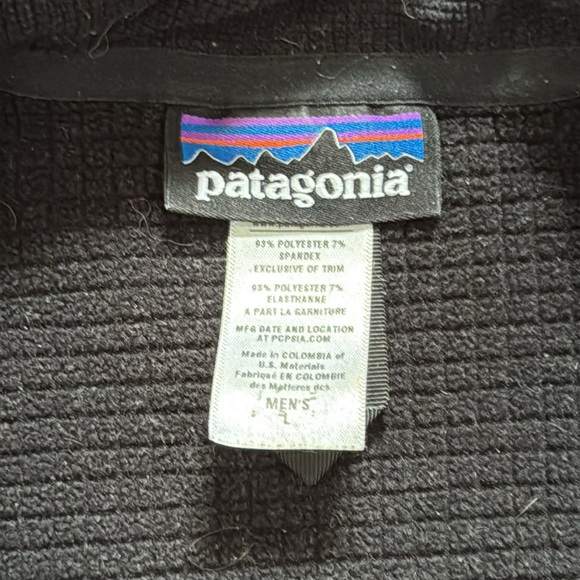 patagonia
93% POLYESTER 7%
SPANDEX
EXCLUSIVE OF TRIM
93% POLYESTER 7%
ELASTHANNE
A PART LA GARNITURE
MFG DATE AND LOCATION
AT PCPSIA.COM
Made in COLOMBIA of
U.S. Materials
Fabriqué EN COLOMBIE
des Matieres des
MEN'S
L